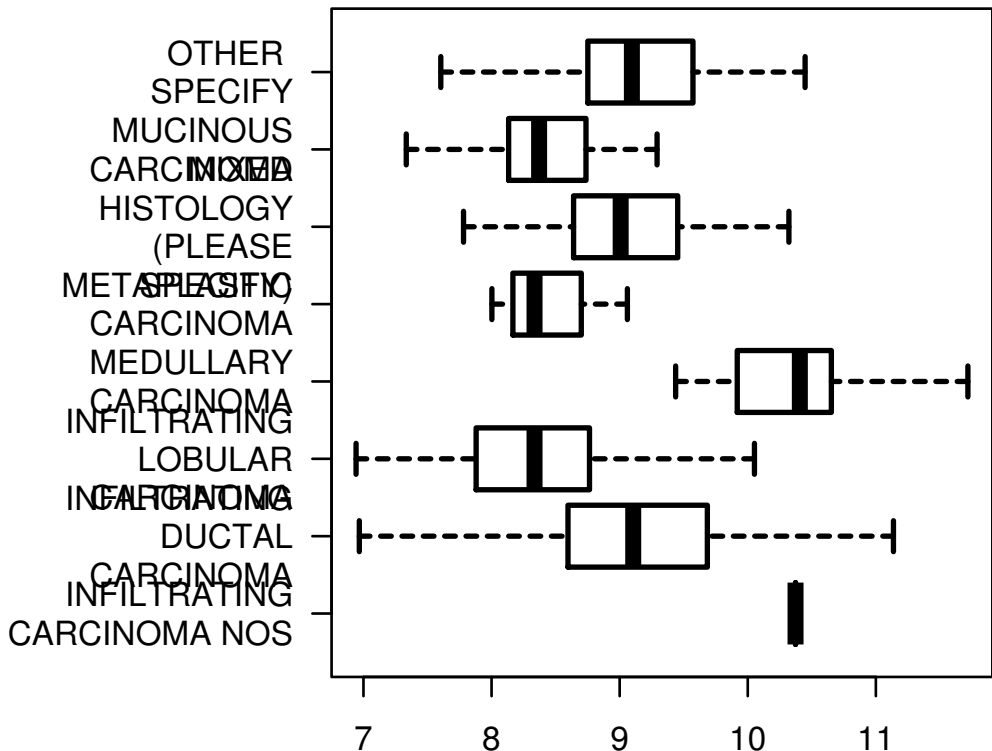 OTHER
SPECIFY
MUCINOUS
CARCINOMA
MIXED
HISTOLOGY
(PLEASE
SPECIFY)
METAPLASTIC
CARCINOMA
MEDULLARY
CARCINOMA
INFILTRATING
LOBULAR
CARCINOMA
INFILTRATING
DUCTAL
CARCINOMA
INFILTRATING
CARCINOMA NOS
7 8 9 10 11